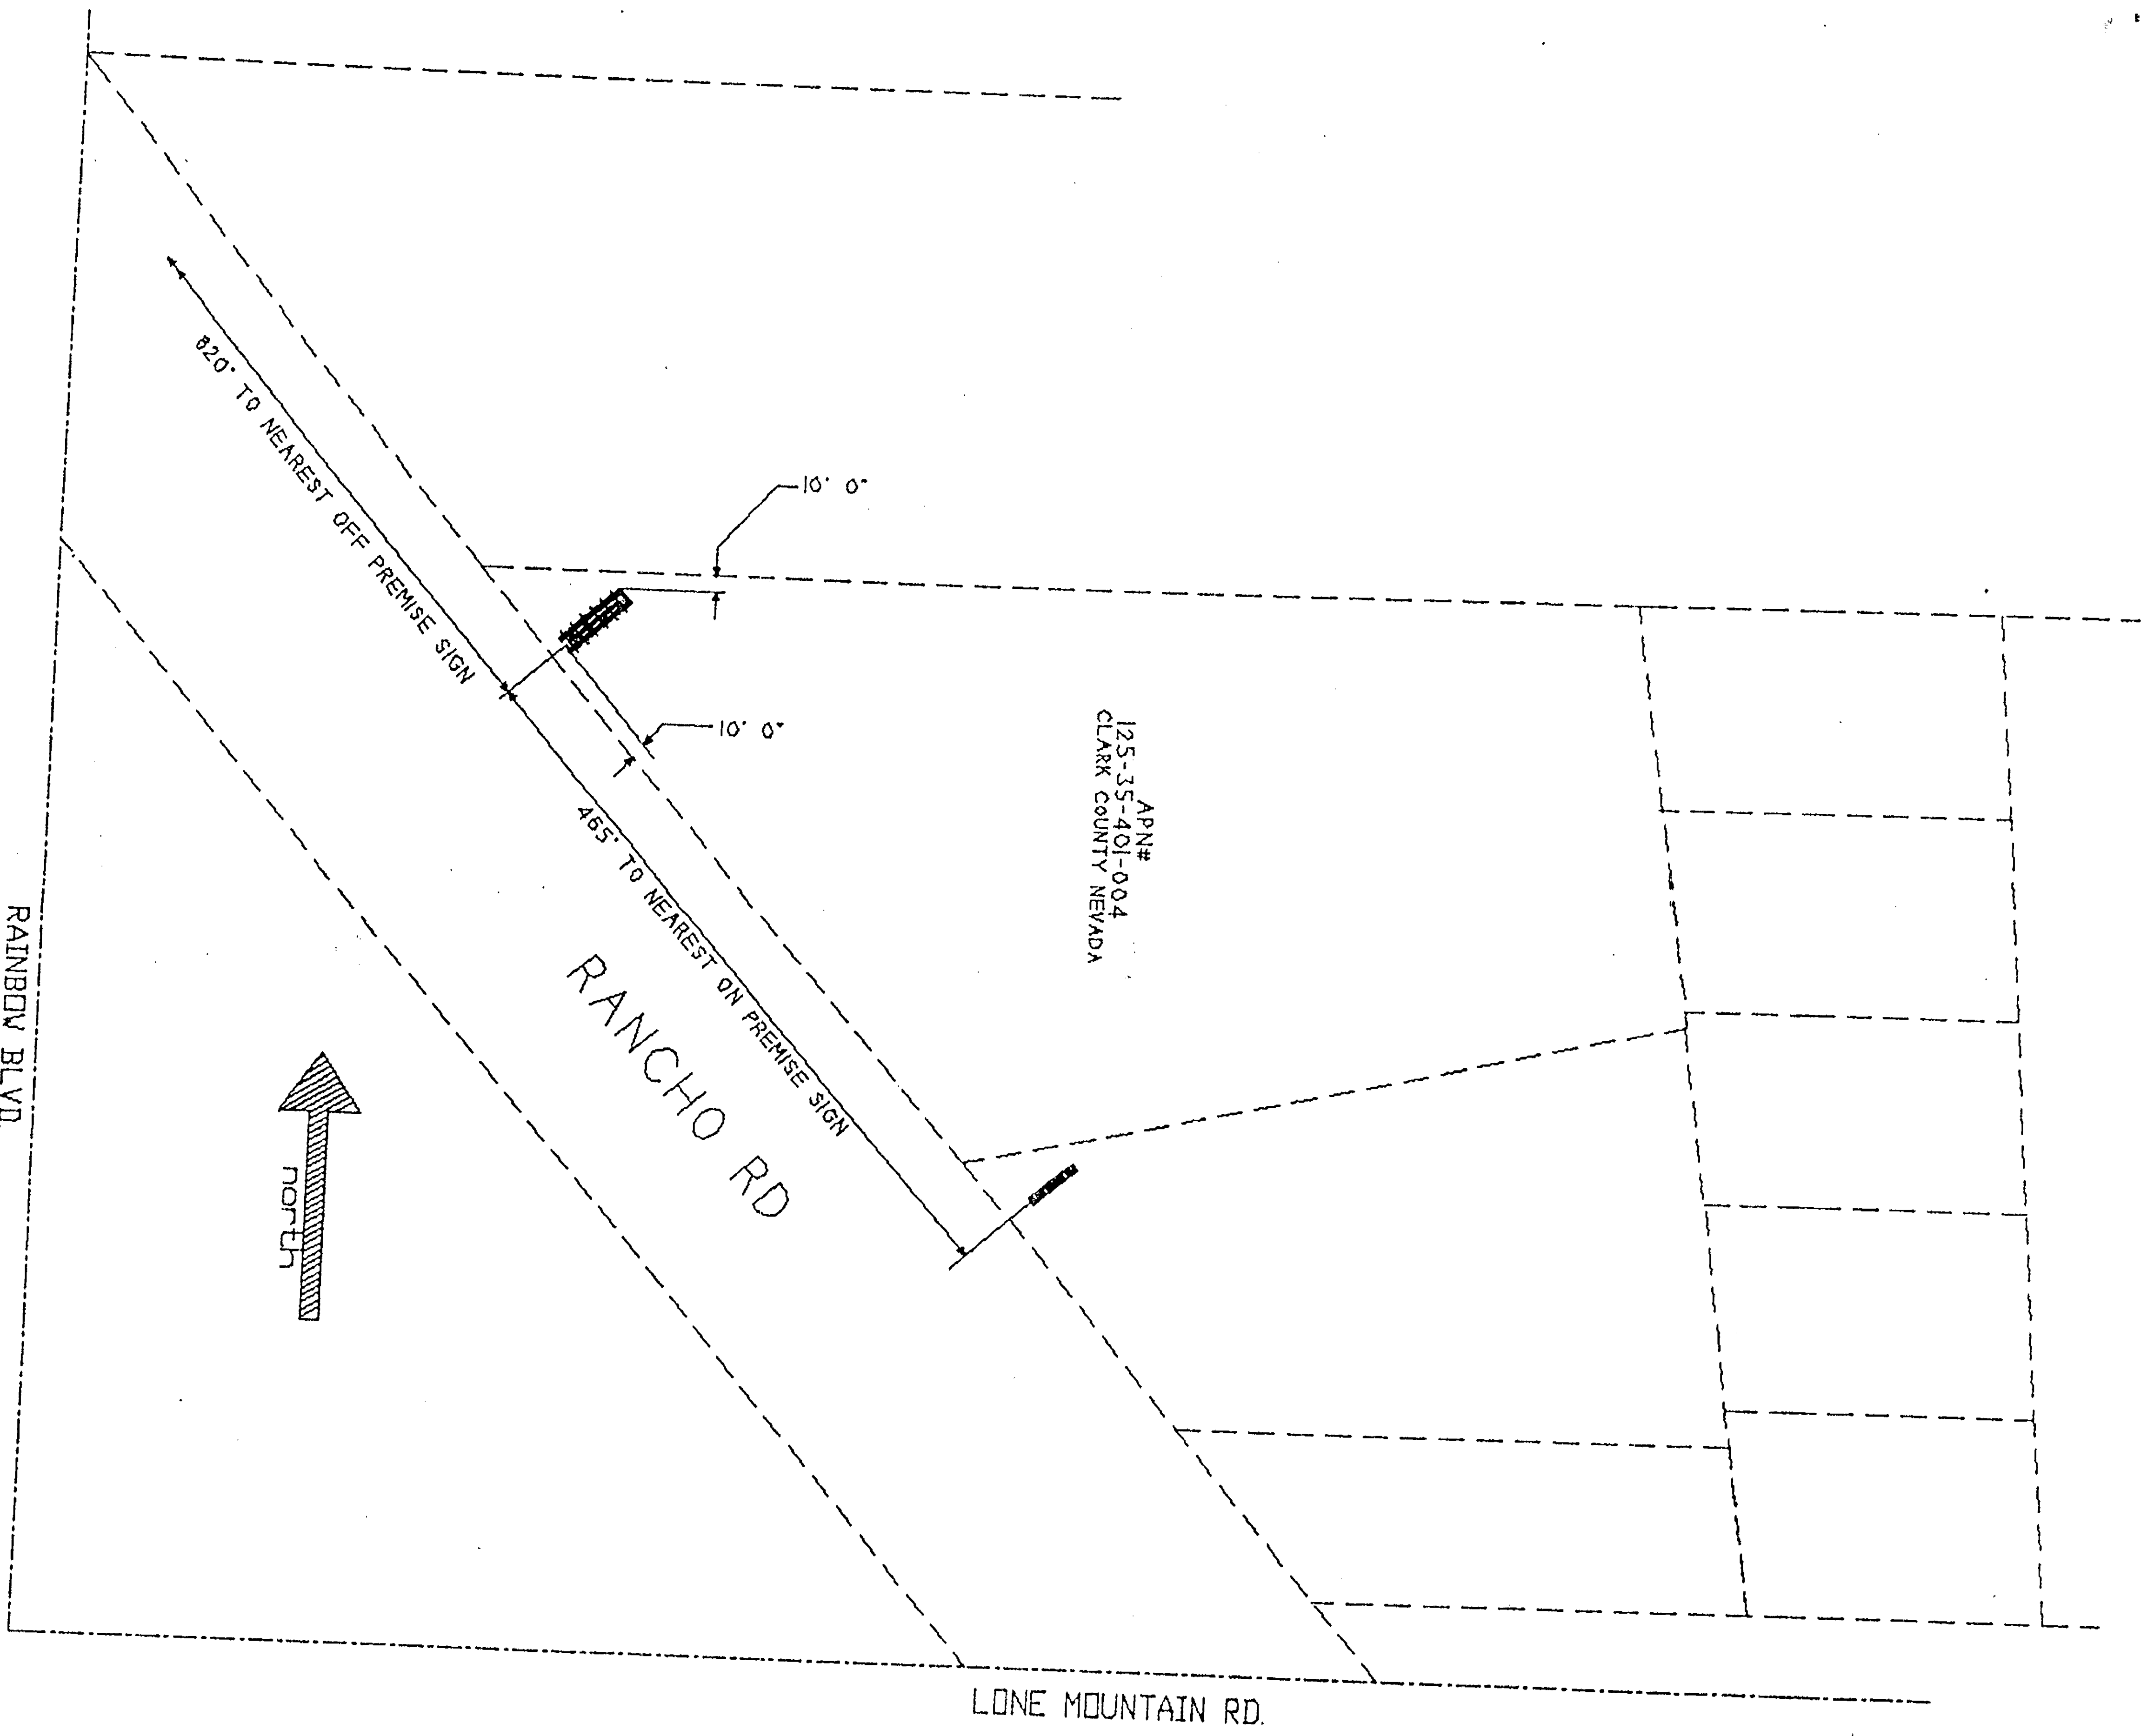 10' 0"
820' TO NEAREST OFF PREMISE SIGN
10' 0"
APN#
125-35-401-004
CLARK COUNTY NEVADA
465' TO NEAREST ON PREMISE SIGN
RANCHO RD
RAINBOW BLVD.
north
LONE MOUNTAIN RD.